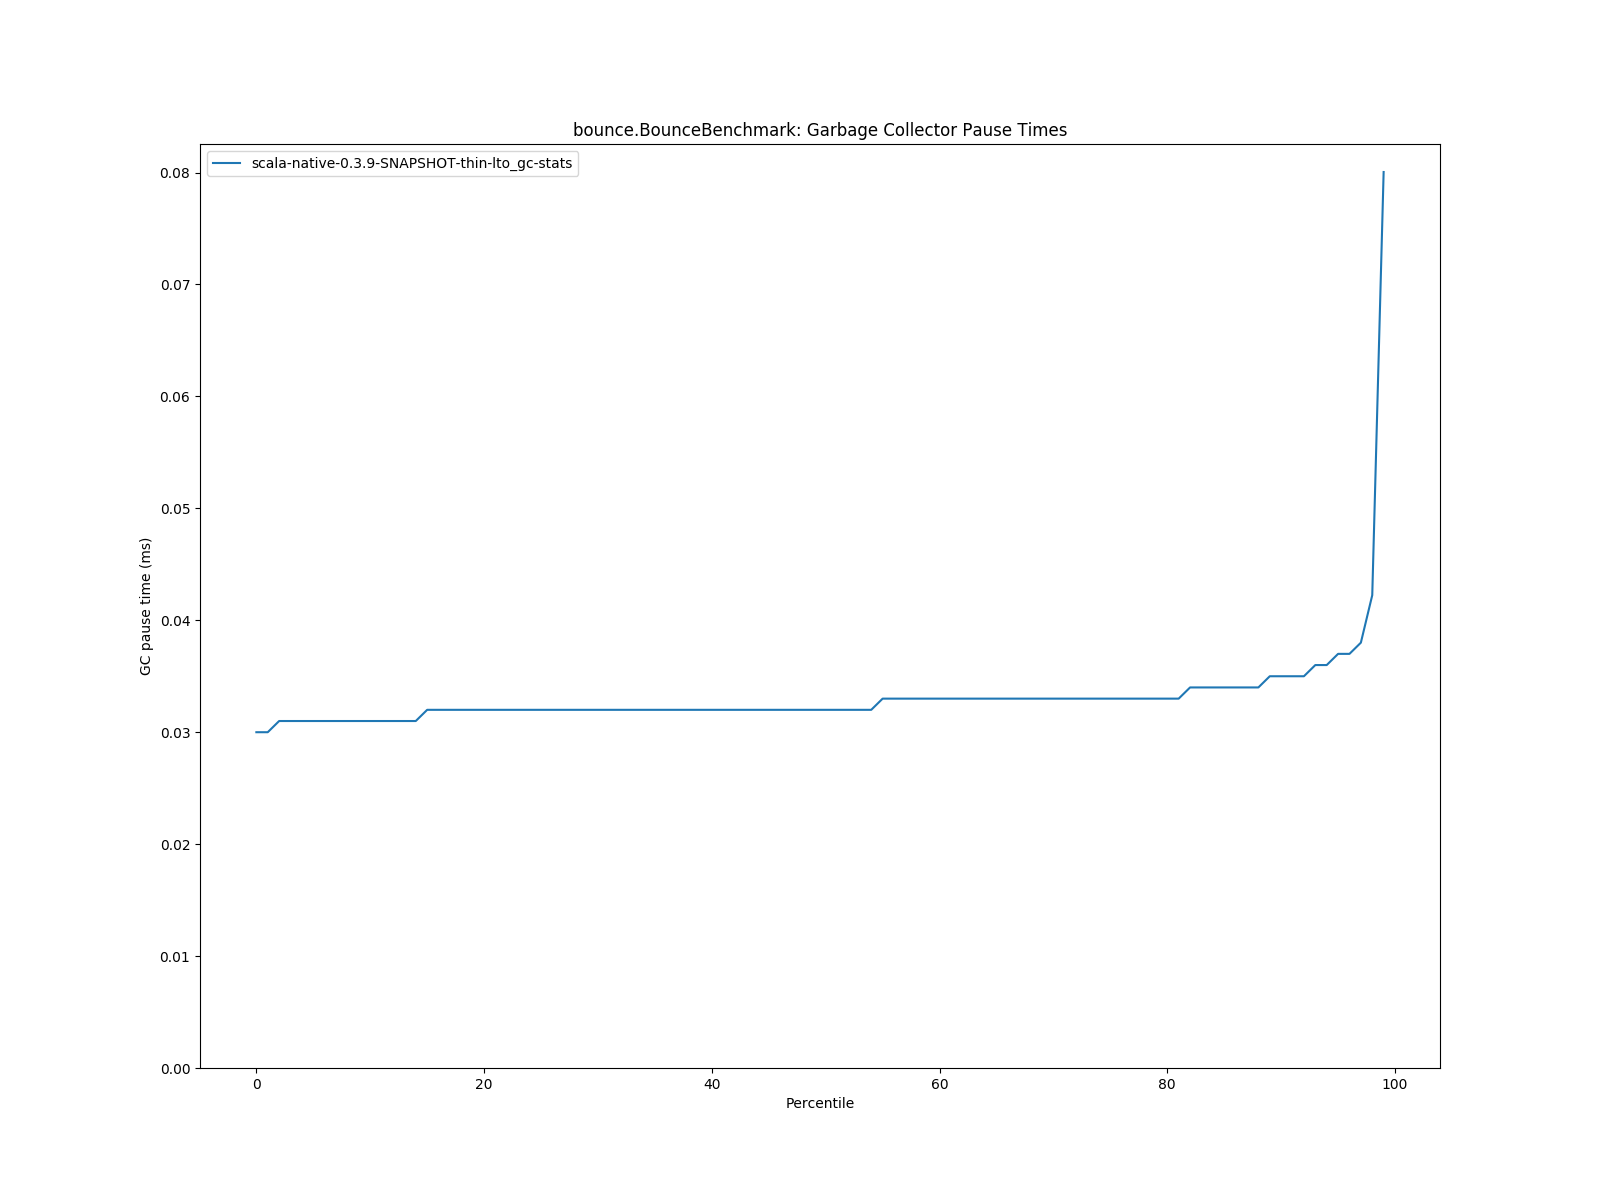 bounce.BounceBenchmark: Garbage Collector Pause Times
scala-native-0.3.9-SNAPSHOT-thin-lto_gc-stats
0.08
0.07
0.06
0.05
0.04
0.03
0.02
0.01
0.00
GC pause time (ms)
0 20 40 60 80 100
Percentile